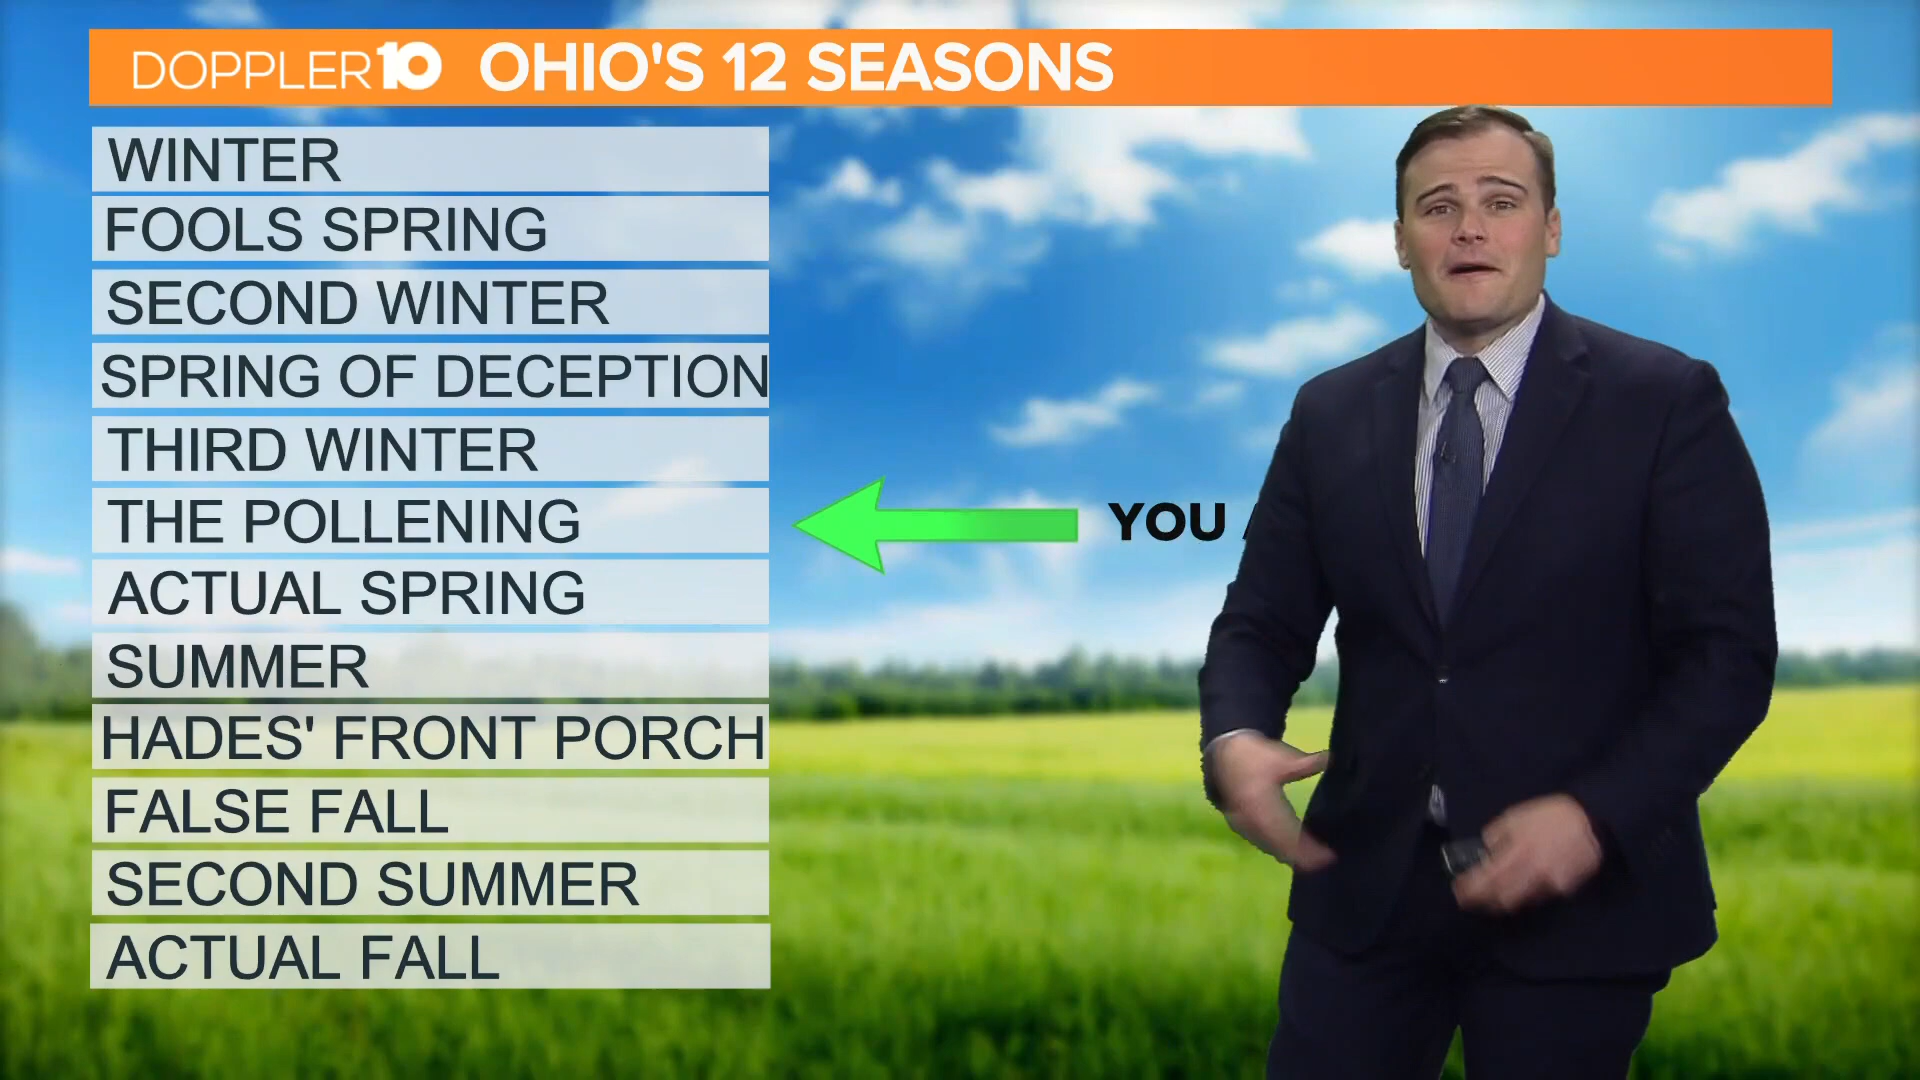 DOPPLER10 OHIO'S 12 SEASONS
WINTER
FOOLS SPRING
SECOND WINTER
SPRING OF DECEPTION
THIRD WINTER
THE POLLENING
YOU
ACTUAL SPRING
SUMMER
HADES' FRONT PORCH
FALSE FALL
SECOND SUMMER
ACTUAL FALL